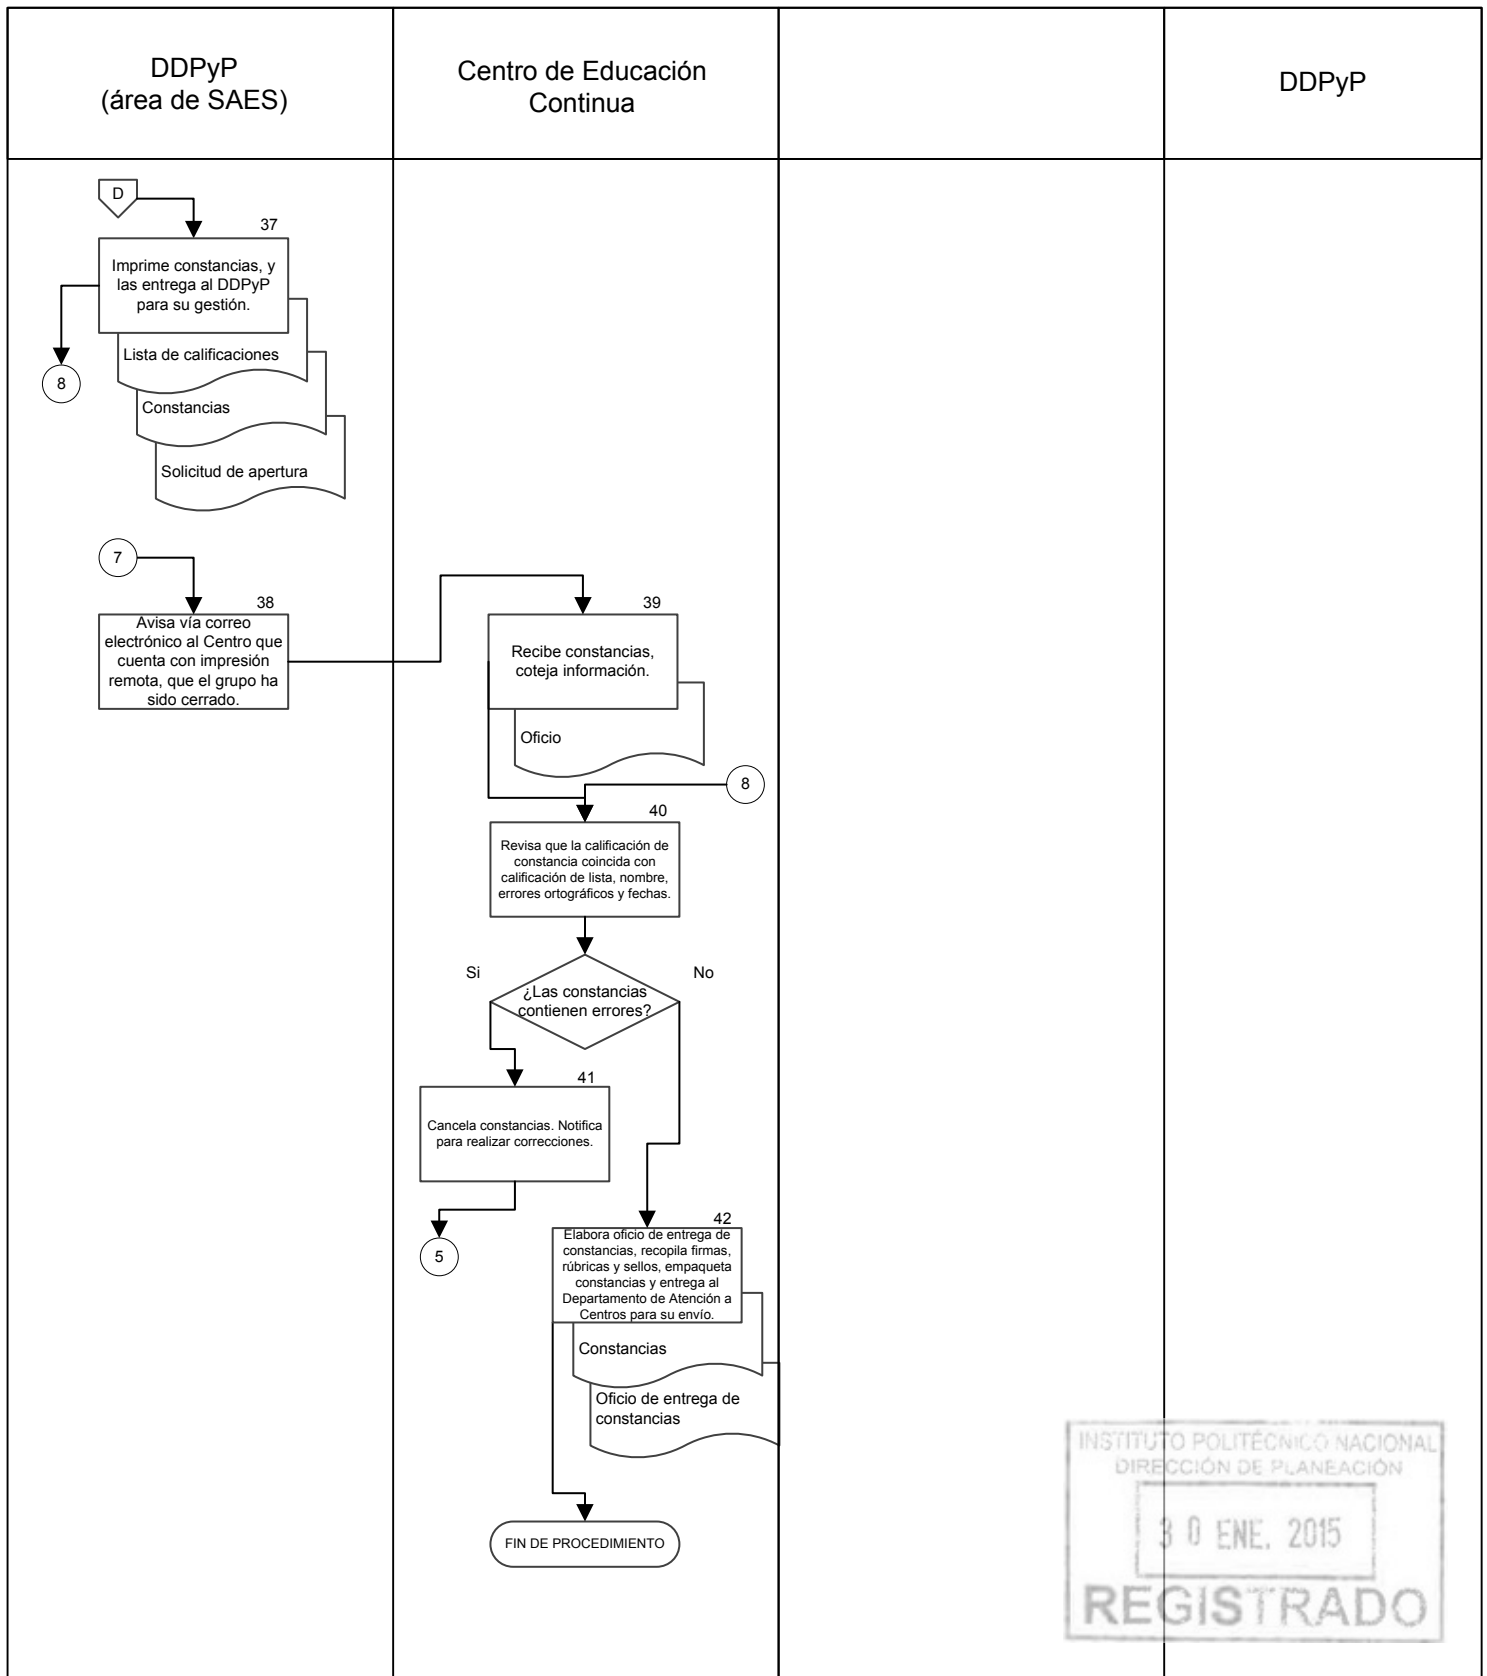 DDPyP
(área de SAES)
Centro de Educación
Continua
DDPyP
D
37
Imprime constancias, y
las entrega al DDPyP
para su gestión.
Lista de calificaciones
8
Constancias
Solicitud de apertura
7
38
Avisa vía correo
electrónico al Centro que
cuenta con impresión
remota, que el grupo ha
sido cerrado.
39
Recibe constancias,
coteja información.
Oficio
8
40
Revisa que la calificación de
constancia coincida con
calificación de lista, nombre,
errores ortográficos y fechas.
Si
No
¿Las constancias
contienen errores?
41
Cancela constancias. Notifica
para realizar correcciones.
5
42
Elabora oficio de entrega de
constancias, recopila firmas,
rúbricas y sellos, empaqueta
constancias y entrega al
Departamento de Atención a
Centros para su envío.
Constancias
Oficio de entrega de
constancias
FIN DE PROCEDIMIENTO
INSTITUTO POLITÉCNICO NACIONAL
DIRECCIÓN DE PLANEACIÓN
30 ENE. 2015
REGISTRADO